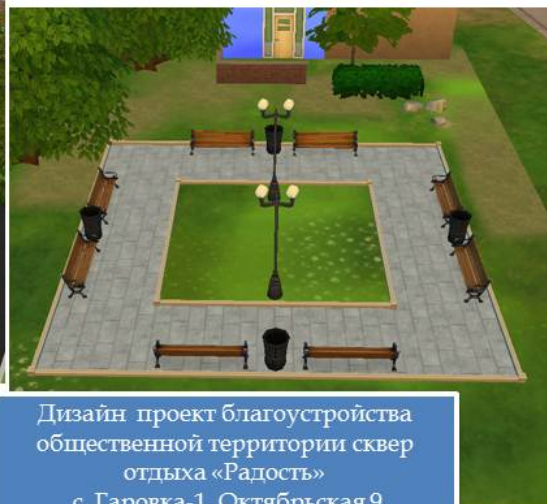 Дизайн проект благоустройства
общественной территории сквер
отдыха «Радость»
с. Гаровка-1, Октябрьская 9